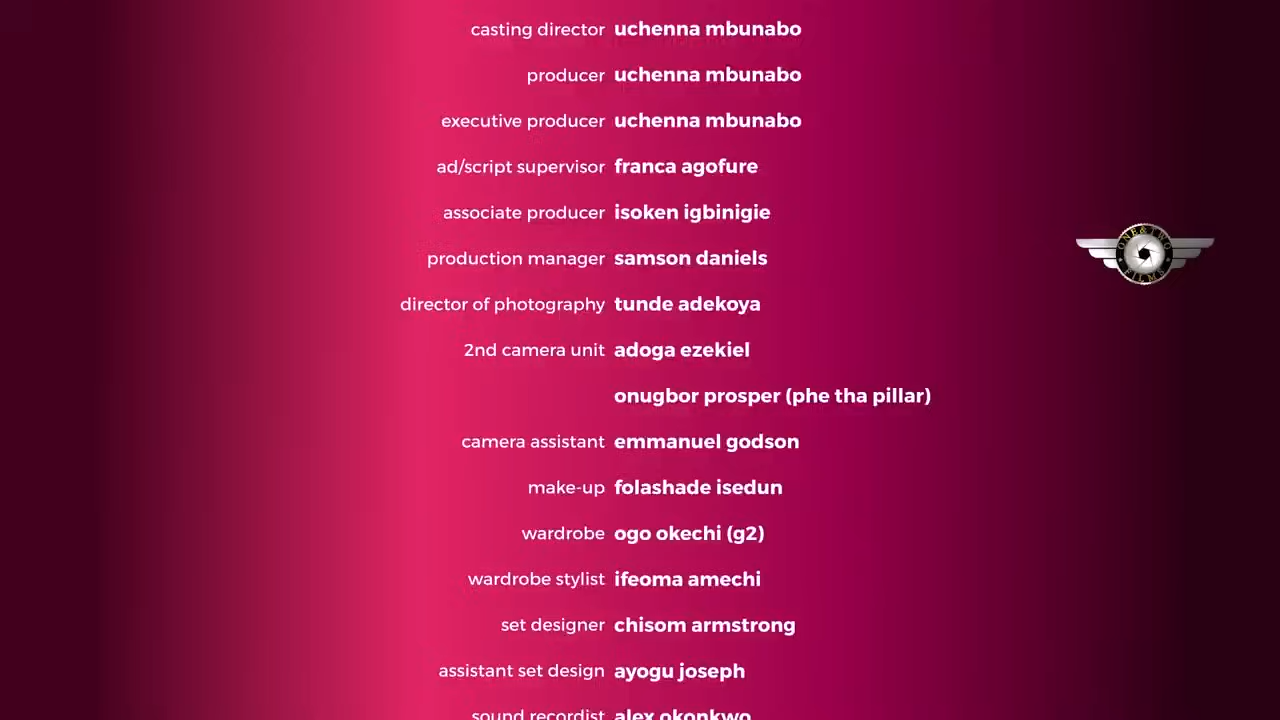 casting director uchenna mbunabo
producer uchenna mbunabo
executive producer uchenna mbunabo
ad/script supervisor franca agofure
associate producer isoken igbinigie
production manager samson daniels
director of photography tunde adekoya
2nd camera unit adoga ezekiel
onugbor prosper (phe tha pillar)
camera assistant emmanuel godson
make-up folashade isedun
wardrobe ogo okechi (g2)
wardrobe stylist ifeoma amechi
set designer chisom armstrong
assistant set design ayogu joseph
sound recordist alex okonkwo
ONE & TWO
FILMS